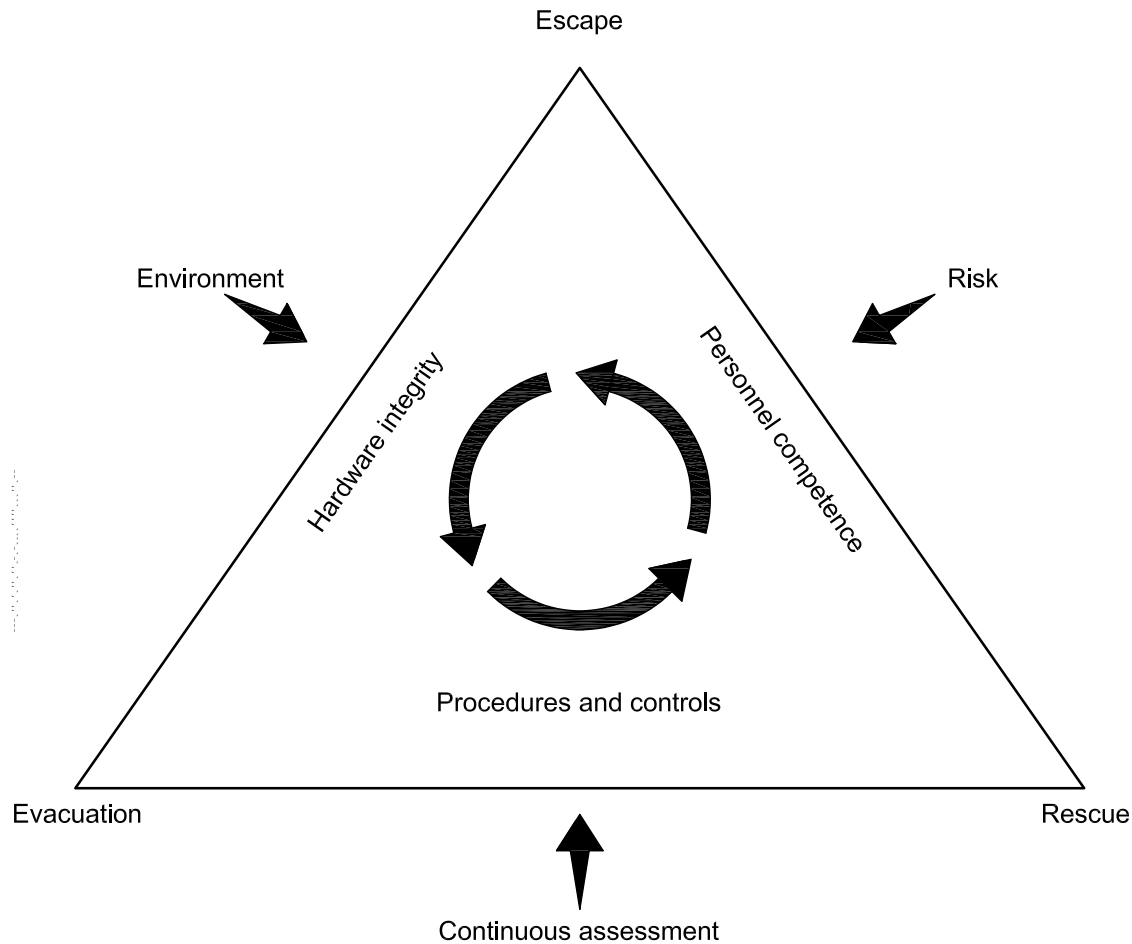 Escape
Environment
Risk
Hardware integrity
Personnel competence
Procedures and controls
Evacuation
Rescue
Continuous assessment